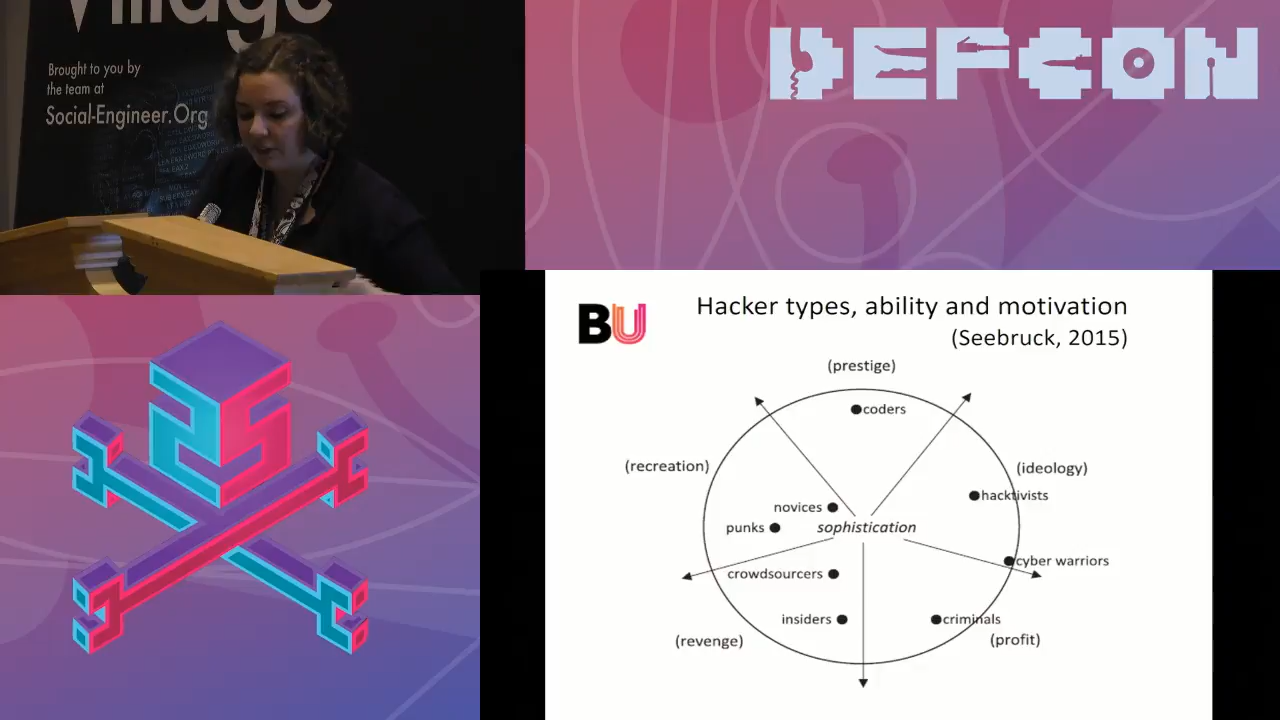 Village
Brought to you by
the team at
Social-Engineer.Org
DEFCON
BU
Hacker types, ability and motivation
(Seebruck, 2015)
(prestige)
coders
(recreation)
(ideology)
hacktivists
novices
punks
sophistication
cyber warriors
crowdsourcers
insiders
criminals
(revenge)
(profit)